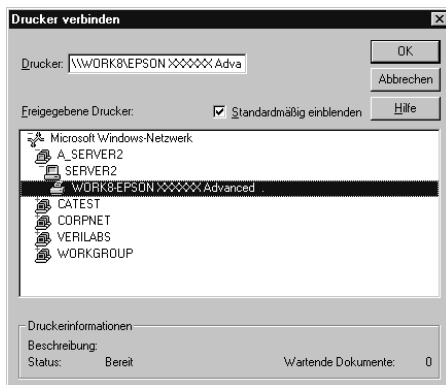 Drucker verbinden
Drucker: \\WORK8\EPSON XXXXXX Adva
OK
Abbrechen
Hilfe
Freigegebene Drucker:
Standardmäßig einblenden
Microsoft Windows-Netzwerk
A_SERVER2
SERVER2
WORK8-EPSON XXXXXX Advanced .
CATEST
CORPNET
VERILABS
WORKGROUP
Druckerinformationen
Beschreibung:
Status: Bereit
Wartende Dokumente: 0